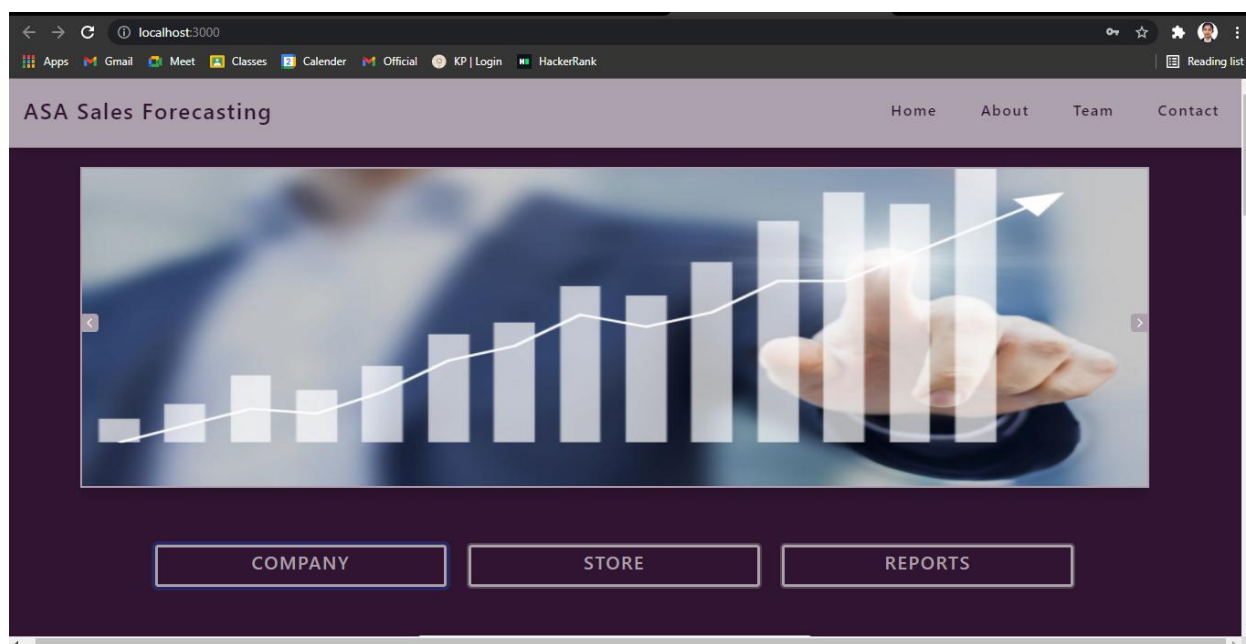 localhost:3000
Apps Gmail Meet Classes 2 Calender Official KP | Login HackerRank Reading list
ASA Sales Forecasting Home About Team Contact
COMPANY STORE REPORTS